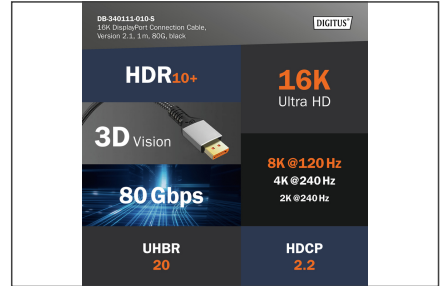 DB-340111-010-S
16K DisplayPort Connection Cable,
Version 2.1, 1 m, 80G, black
DIGITUS®
HDR10+
16K
Ultra HD
3D Vision
8K @120 Hz
4K @240 Hz
2K @240 Hz
80 Gbps
UHBR
20
HDCP
2.2